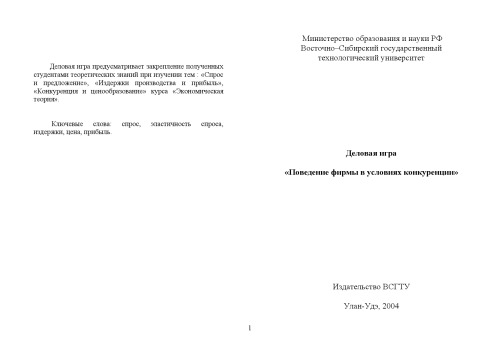 Деловая игра предусматривает закрепление полученных
студентами теоретических знаний при изучении тем : «Спрос
и предложение», «Издержки производства и прибыль»,
«Конкуренция и ценообразование» курса «Экономическая
теория».
Ключевые слова: спрос, эластичность спроса,
издержки, цена, прибыль.
Министерство образования и науки РФ
Восточно–Сибирский государственный
технологический университет
Деловая игра
«Поведение фирмы в условиях конкуренции»
Издательство ВСГТУ
Улан-Удэ, 2004
1